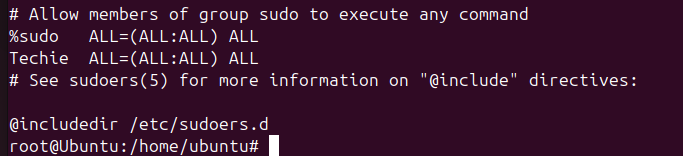 # Allow members of group sudo to execute any command
%sudo   ALL=(ALL:ALL) ALL
Techie  ALL=(ALL:ALL) ALL
# See sudoers(5) for more information on "@include" directives:

@includedir /etc/sudoers.d
root@Ubuntu:/home/ubuntu#